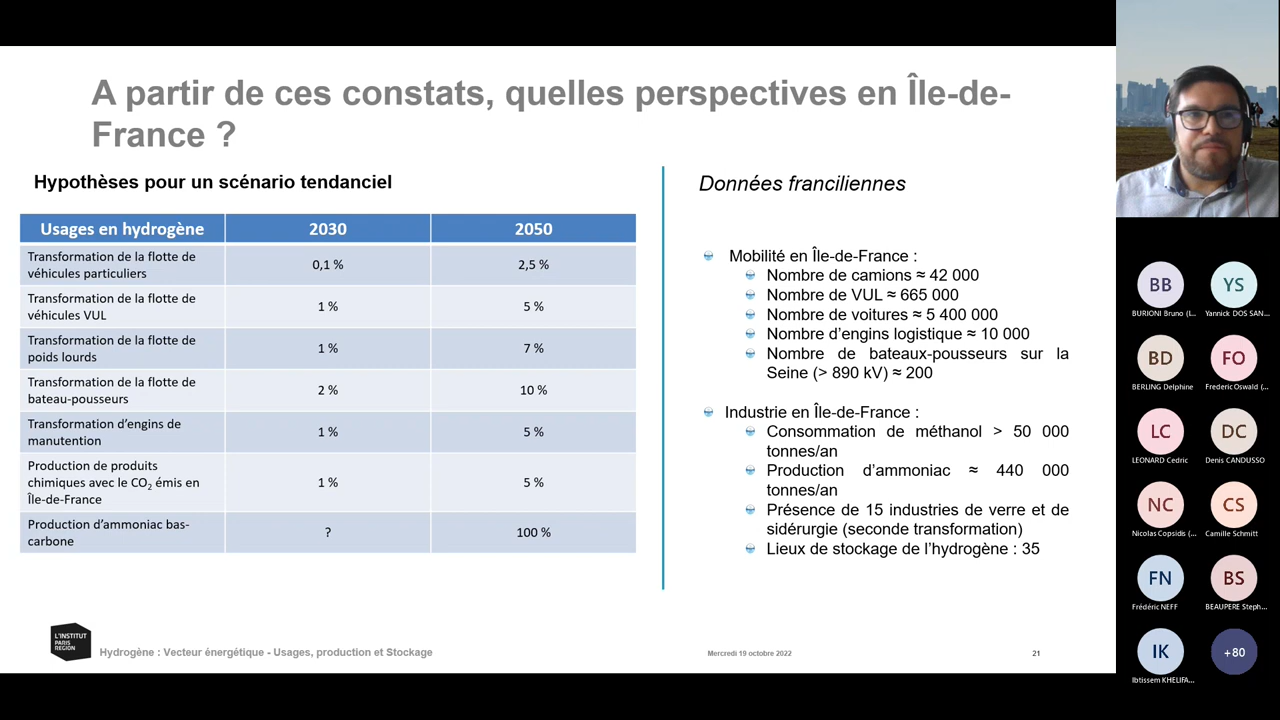 A partir de ces constats, quelles perspectives en Île-de-
France ?
Hypothèses pour un scénario tendanciel
Usages en hydrogène
2030
2050
Transformation de la flotte de
véhicules particuliers
0,1 %
2,5 %
Transformation de la flotte de
véhicules VUL
1 %
5 %
Transformation de la flotte de
poids lourds
1 %
7 %
Transformation de la flotte de
bateau-pousseurs
2 %
10 %
Transformation d'engins de
manutention
1 %
5 %
Production de produits
chimiques avec le CO₂ émis en
Île-de-France
1 %
5 %
Production d'ammoniac bas-
carbone
?
100 %
Données franciliennes
Mobilité en Île-de-France :
Nombre de camions ≈ 42 000
Nombre de VUL ≈ 665 000
Nombre de voitures ≈ 5 400 000
Nombre d'engins logistique ≈ 10 000
Nombre de bateaux-pousseurs sur la
Seine (> 890 kV) ≈ 200
Industrie en Île-de-France :
Consommation de méthanol > 50 000
tonnes/an
Production d'ammoniac ≈ 440 000
tonnes/an
Présence de 15 industries de verre et de
sidérurgie (seconde transformation)
Lieux de stockage de l'hydrogène : 35
L'INSTITUT
PARIS
REGION
Hydrogène : Vecteur énergétique - Usages, production et Stockage
Mercredi 19 octobre 2022
21
BB
BURIONI Bruno (L...
YS
Yannick DOS SAN...
BD
BERLING Delphine
FO
Frederic Oswald (...
LC
LEONARD Cedric
DC
Denis CANDUSSO
NC
Nicolas Copsidis (...
CS
Camille Schmitt
FN
Frédéric NEFF
BS
BEAUPERE Steph...
IK
Ibtissem KHELIFA...
+80